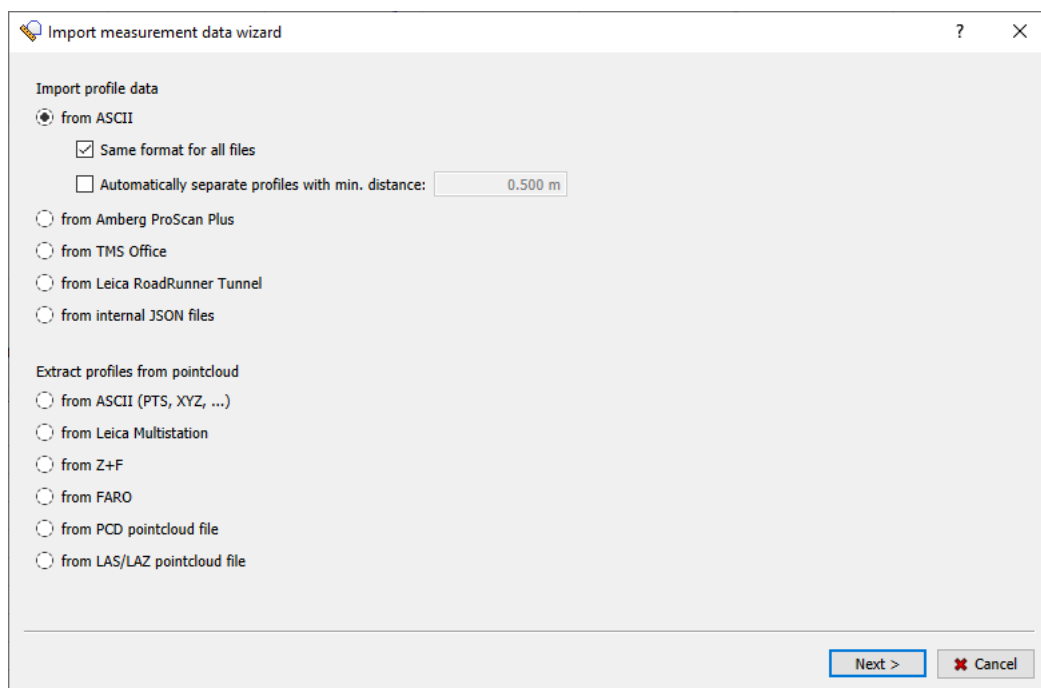 Import measurement data wizard
Import profile data
from ASCII
Same format for all files
Automatically separate profiles with min. distance: 0.500 m
from Amberg ProScan Plus
from TMS Office
from Leica RoadRunner Tunnel
from internal JSON files
Extract profiles from pointcloud
from ASCII (PTS, XYZ, ...)
from Leica Multistation
from Z+F
from FARO
from PCD pointcloud file
from LAS/LAZ pointcloud file
Next > Cancel